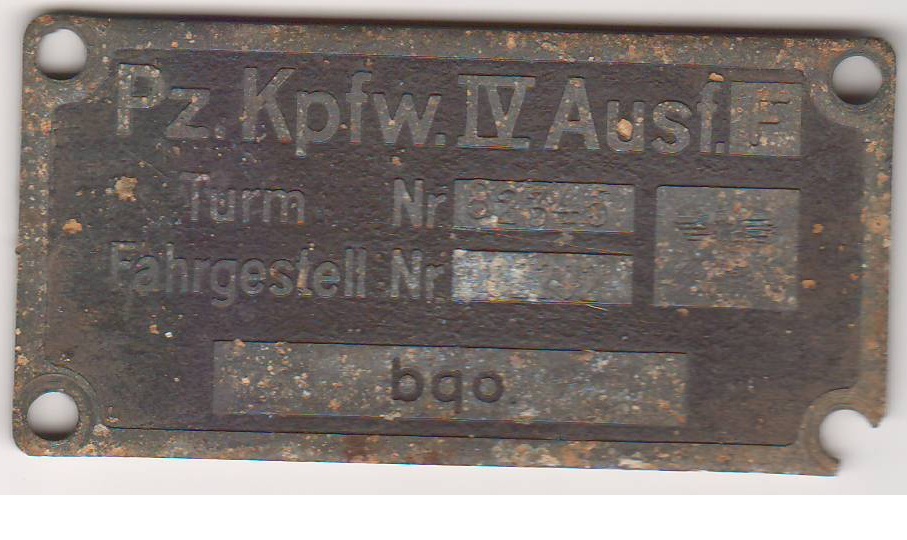 Pz.Kpfw.IV Ausf.F
Turm Nr
Fahrgestell Nr.
bqo.